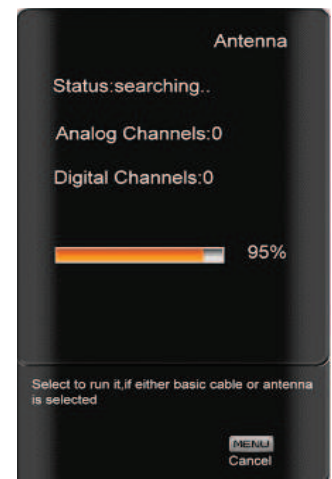 Antenna
Status:searching..
Analog Channels:0
Digital Channels:0
95%
Select to run it,if either basic cable or antenna
is selected
MENU
Cancel